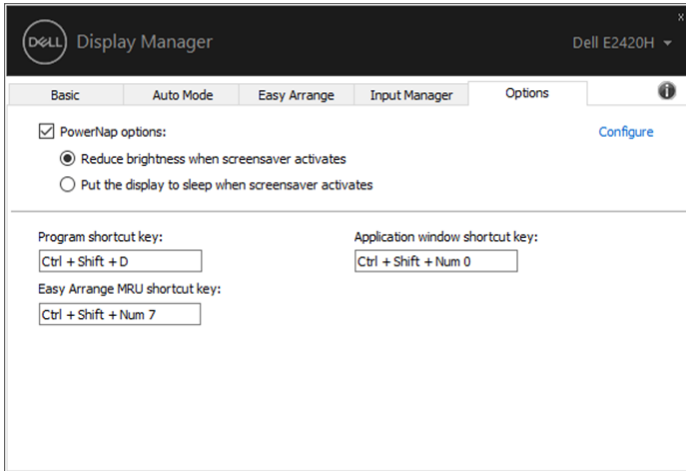 x
DELL Display Manager
Dell E2420H
Basic Auto Mode Easy Arrange Input Manager Options
PowerNap options:
Configure
Reduce brightness when screensaver activates
Put the display to sleep when screensaver activates
Program shortcut key:
Application window shortcut key:
Ctrl + Shift + D
Ctrl + Shift + Num 0
Easy Arrange MRU shortcut key:
Ctrl + Shift + Num 7